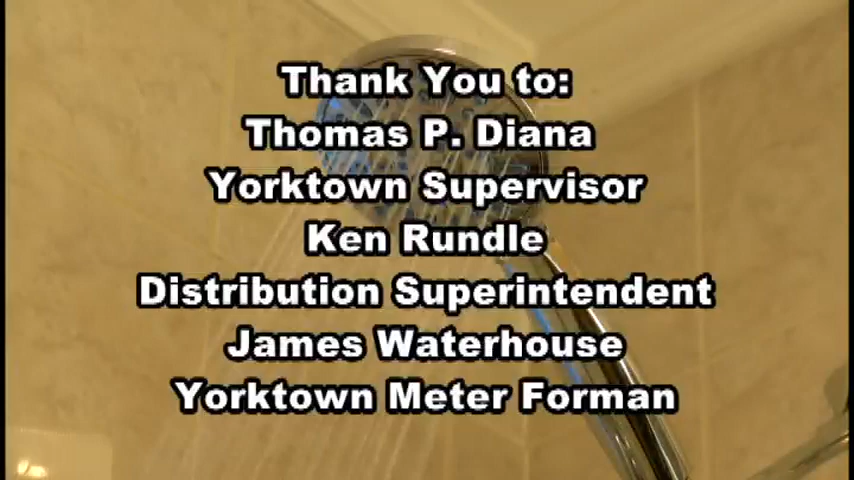 Thank You to:
Thomas P. Diana
Yorktown Supervisor
Ken Rundle
Distribution Superintendent
James Waterhouse
Yorktown Meter Forman